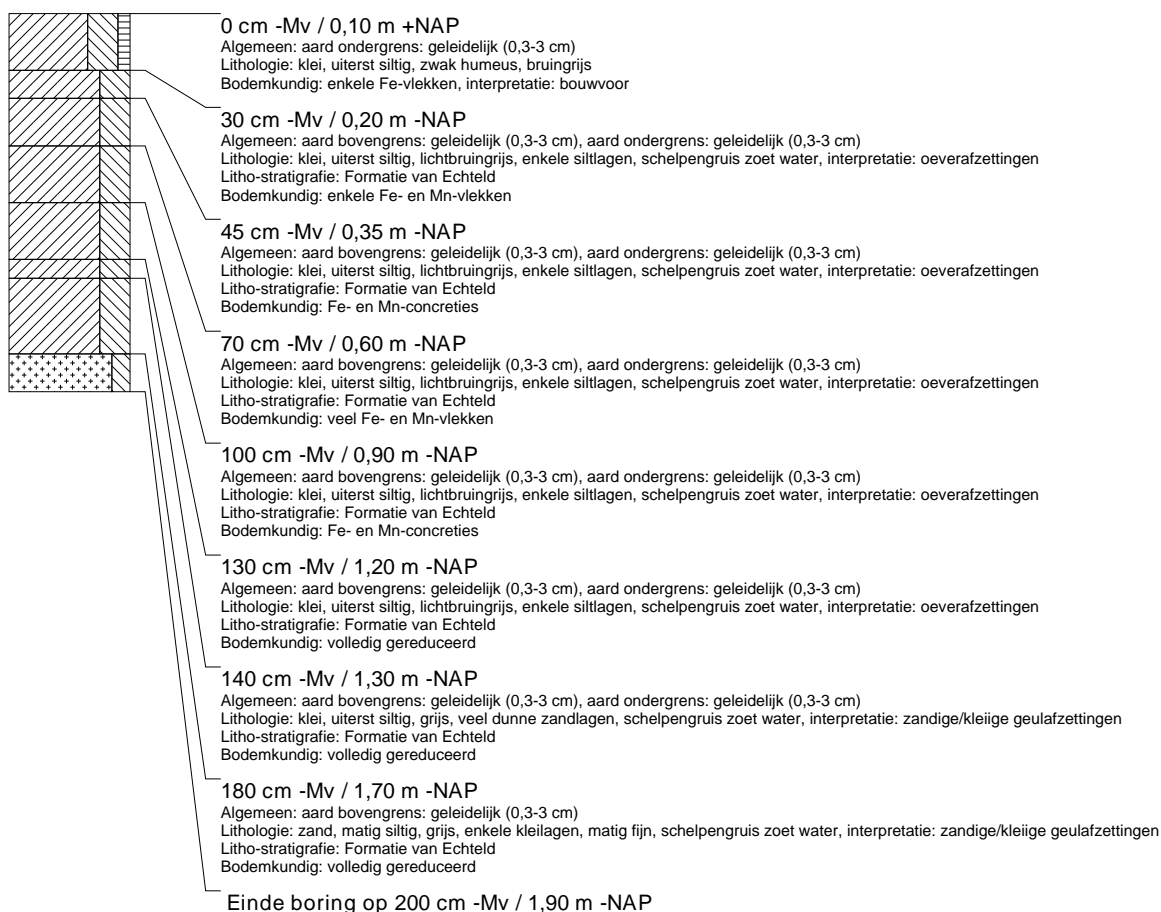 0 cm -Mv / 0,10 m +NAP
Algemeen: aard ondergrens: geleidelijk (0,3-3 cm)
Lithologie: klei, uiterst siltig, zwak humeus, bruingrijs
Bodemkundig: enkele Fe-vlekken, interpretatie: bouwvoor
30 cm -Mv / 0,20 m -NAP
Algemeen: aard bovengrens: geleidelijk (0,3-3 cm), aard ondergrens: geleidelijk (0,3-3 cm)
Lithologie: klei, uiterst siltig, lichtbruingrijs, enkele siltlagen, schelpengruis zoet water, interpretatie: oeverafzettingen
Litho-stratigrafie: Formatie van Echteld
Bodemkundig: enkele Fe- en Mn-vlekken
45 cm -Mv / 0,35 m -NAP
Algemeen: aard bovengrens: geleidelijk (0,3-3 cm), aard ondergrens: geleidelijk (0,3-3 cm)
Lithologie: klei, uiterst siltig, lichtbruingrijs, enkele siltlagen, schelpengruis zoet water, interpretatie: oeverafzettingen
Litho-stratigrafie: Formatie van Echteld
Bodemkundig: Fe- en Mn-concreties
70 cm -Mv / 0,60 m -NAP
Algemeen: aard bovengrens: geleidelijk (0,3-3 cm), aard ondergrens: geleidelijk (0,3-3 cm)
Lithologie: klei, uiterst siltig, lichtbruingrijs, enkele siltlagen, schelpengruis zoet water, interpretatie: oeverafzettingen
Litho-stratigrafie: Formatie van Echteld
Bodemkundig: veel Fe- en Mn-vlekken
100 cm -Mv / 0,90 m -NAP
Algemeen: aard bovengrens: geleidelijk (0,3-3 cm), aard ondergrens: geleidelijk (0,3-3 cm)
Lithologie: klei, uiterst siltig, lichtbruingrijs, enkele siltlagen, schelpengruis zoet water, interpretatie: oeverafzettingen
Litho-stratigrafie: Formatie van Echteld
Bodemkundig: Fe- en Mn-concreties
130 cm -Mv / 1,20 m -NAP
Algemeen: aard bovengrens: geleidelijk (0,3-3 cm), aard ondergrens: geleidelijk (0,3-3 cm)
Lithologie: klei, uiterst siltig, lichtbruingrijs, enkele siltlagen, schelpengruis zoet water, interpretatie: oeverafzettingen
Litho-stratigrafie: Formatie van Echteld
Bodemkundig: volledig gereduceerd
140 cm -Mv / 1,30 m -NAP
Algemeen: aard bovengrens: geleidelijk (0,3-3 cm), aard ondergrens: geleidelijk (0,3-3 cm)
Lithologie: klei, uiterst siltig, grijs, veel dunne zandlagen, schelpengruis zoet water, interpretatie: zandige/kleiige geulafzettingen
Litho-stratigrafie: Formatie van Echteld
Bodemkundig: volledig gereduceerd
180 cm -Mv / 1,70 m -NAP
Algemeen: aard bovengrens: geleidelijk (0,3-3 cm)
Lithologie: zand, matig siltig, grijs, enkele kleilagen, matig fijn, schelpengruis zoet water, interpretatie: zandige/kleiige geulafzettingen
Litho-stratigrafie: Formatie van Echteld
Bodemkundig: volledig gereduceerd
Einde boring op 200 cm -Mv / 1,90 m -NAP